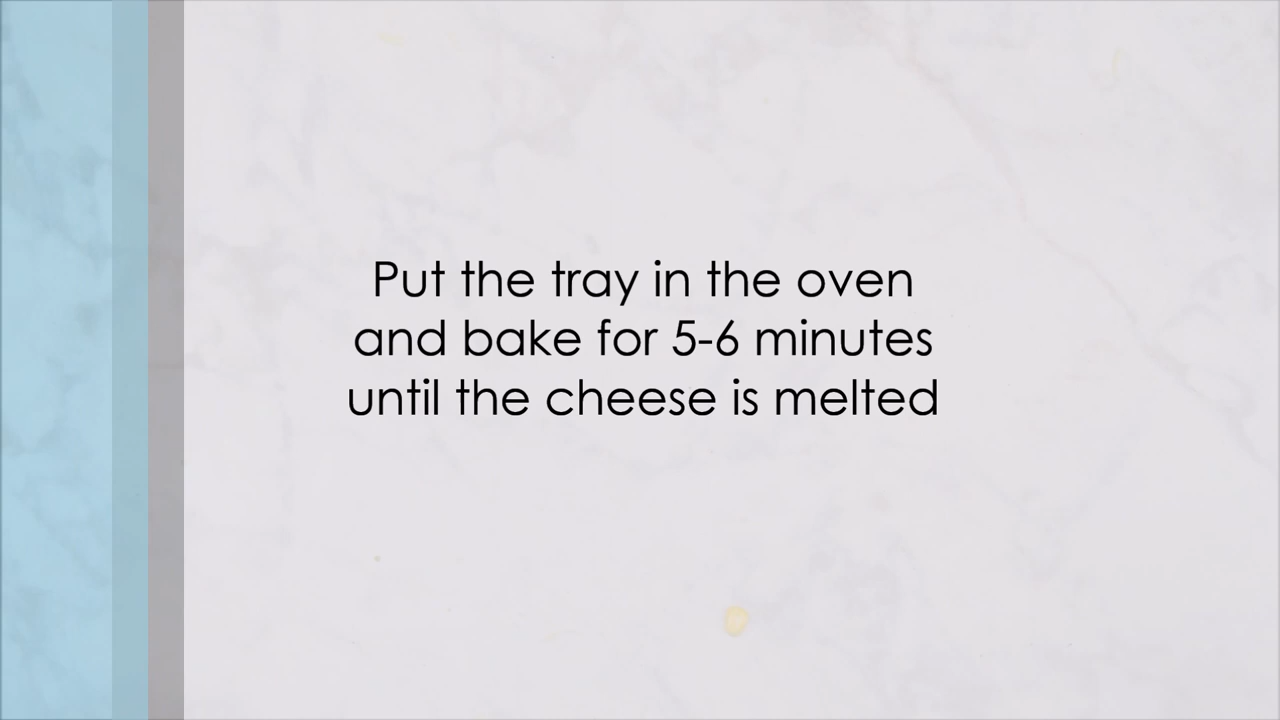 Put the tray in the oven
and bake for 5-6 minutes
until the cheese is melted